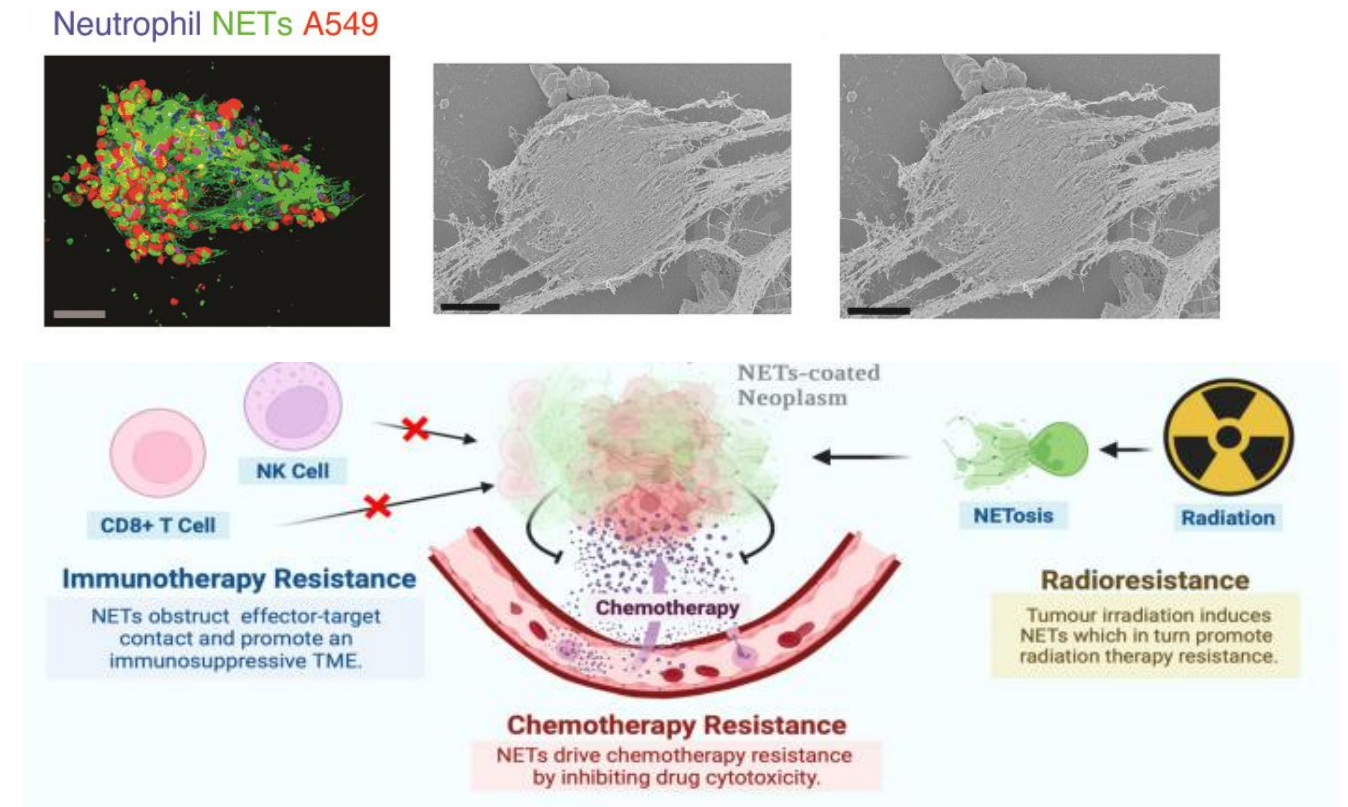 Neutrophil NETs A549
NETs-coated
Neoplasm
NK Cell
CD8+ T Cell
NETosis
Radiation
Immunotherapy Resistance
NETs obstruct effector-target
contact and promote an
immunosuppressive TME.
Chemotherapy
Radioresistance
Tumour irradiation induces
NETs which in turn promote
radiation therapy resistance.
Chemotherapy Resistance
NETs drive chemotherapy resistance
by inhibiting drug cytotoxicity.